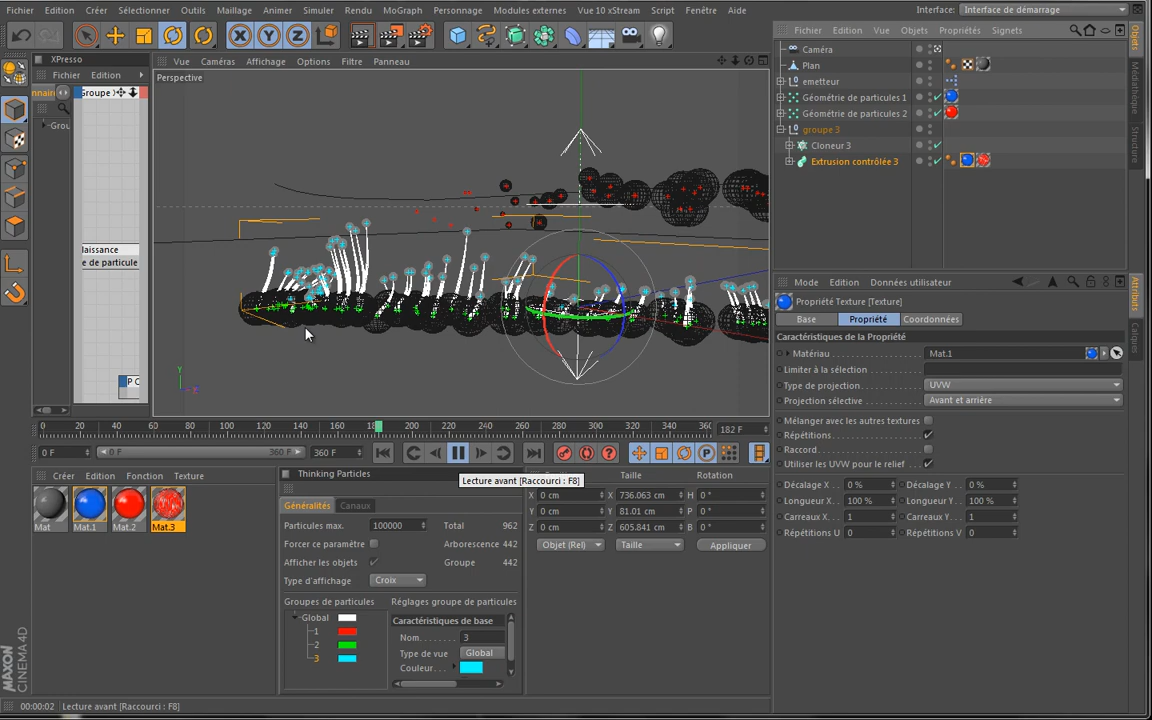 Fichier Edition Créer Sélectionner Outils Maillage Animer Simuler Rendu MoGraph Personnage Modules externes Vue 10 xStream Script Fenêtre Aide
Interface: Interface de démarrage
XPresso
Fichier Edition
Groupe
Grou
laissance
e de particule
P C
Vue Caméras Affichage Options Filtre Panneau
Perspective
Fichier Edition Vue Objets Propriétés Signets
Caméra
Plan
emetteur
Géométrie de particules 1
Géométrie de particules 2
groupe 3
Cloneur 3
Extrusion contrôlée 3
Objets
Médiathèque
Structure
Mode Edition Données utilisateur
Propriété Texture [Texture]
Base Propriété Coordonnées
Caractéristiques de la Propriété
Matériau Mat.1
Limiter à la sélection
Type de projection UVW
Projection sélective Avant et arrière
Mélanger avec les autres textures
Répétitions
Raccord
Utiliser les UVW pour le relief
Décalage X 0 % Décalage Y 0 %
Longueur X 100 % Longueur Y 100 %
Carreaux X 1 Carreaux Y 1
Répétitions U 0 Répétitions V 0
Attributs
Calques
0 20 40 60 80 100 120 140 160 200 220 240 260 280 300 320 340 36
182 F
0 F 0 F 360 F 360 F
Lecture avant [Raccourci : F8]
Créer Edition Fonction Texture
Mat Mat.1 Mat.2 Mat.3
Thinking Particles
Généralités Canaux
Particules max. 100000 Total 962
Forcer ce paramètre Arborescence 442
Afficher les objets Groupe 442
Type d'affichage Croix
Groupes de particules Réglages groupe de particules
Global
1
2
3
Caractéristiques de base
Nom 3
Type de vue Global
Couleur
Taille Rotation
X 0 cm X 736.063 cm H 0 °
Y 0 cm Y 81.01 cm P 0 °
Z 0 cm Z 605.841 cm B 0 °
Objet (Rel) Taille Appliquer
MAXON
CINEMA 4D
00:00:02 Lecture avant [Raccourci : F8]